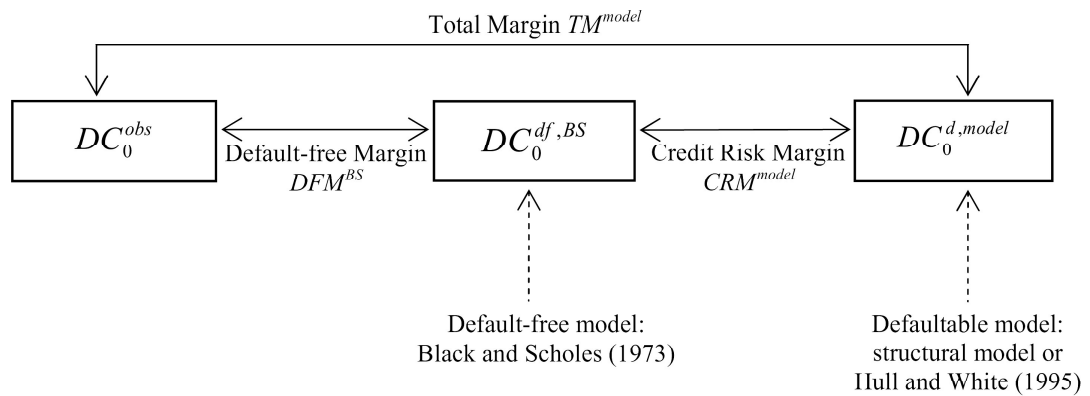 Total Margin TM^model
DC_0^obs
Default-free Margin
DFM^BS
DC_0^df,BS
Credit Risk Margin
CRM^model
DC_0^d,model
Default-free model:
Black and Scholes (1973)
Defaultable model:
structural model or
Hull and White (1995)